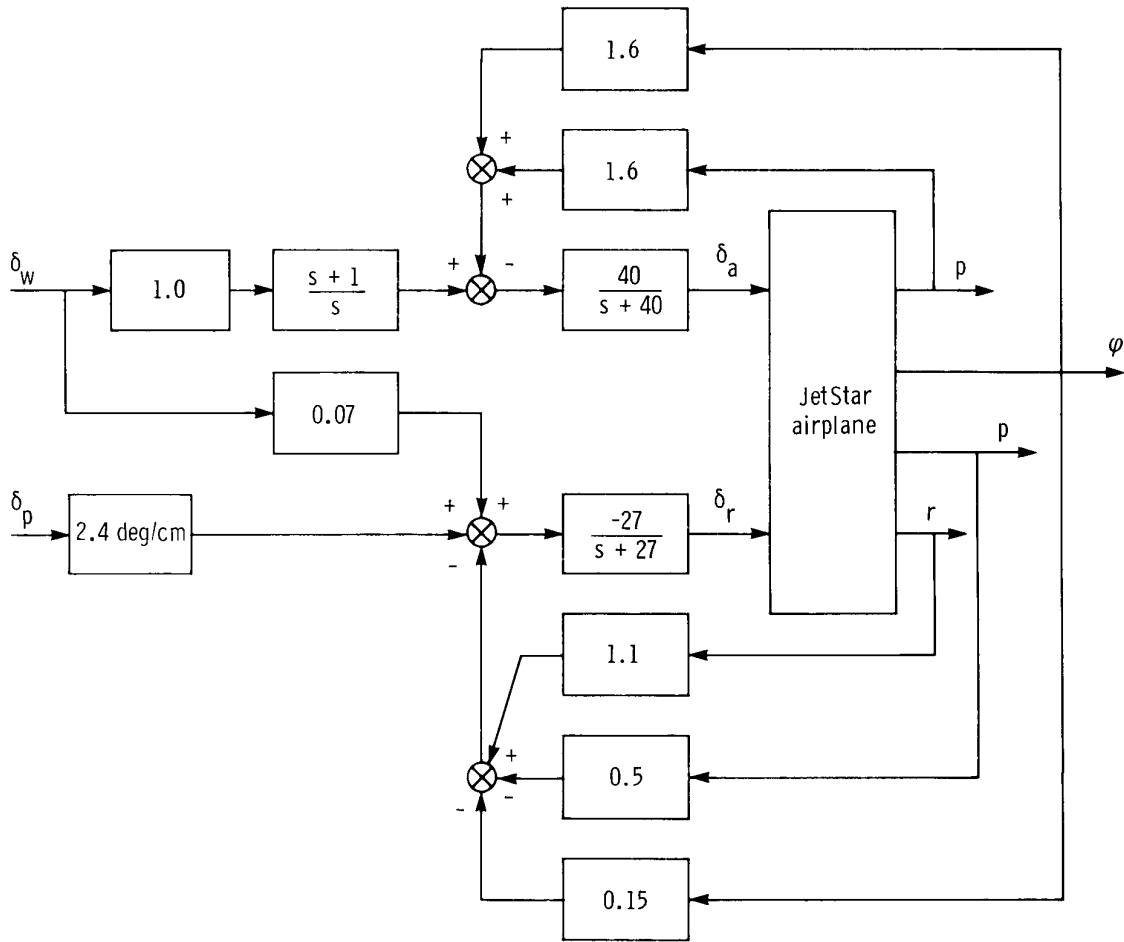 1.6
+
1.6
+
δw
1.0
s + 1
s
+
-
40
s + 40
δa
p
φ
0.07
JetStar
airplane
p
δp
2.4 deg/cm
+
+
-
-27
s + 27
δr
r
1.1
+
0.5
-
-
0.15